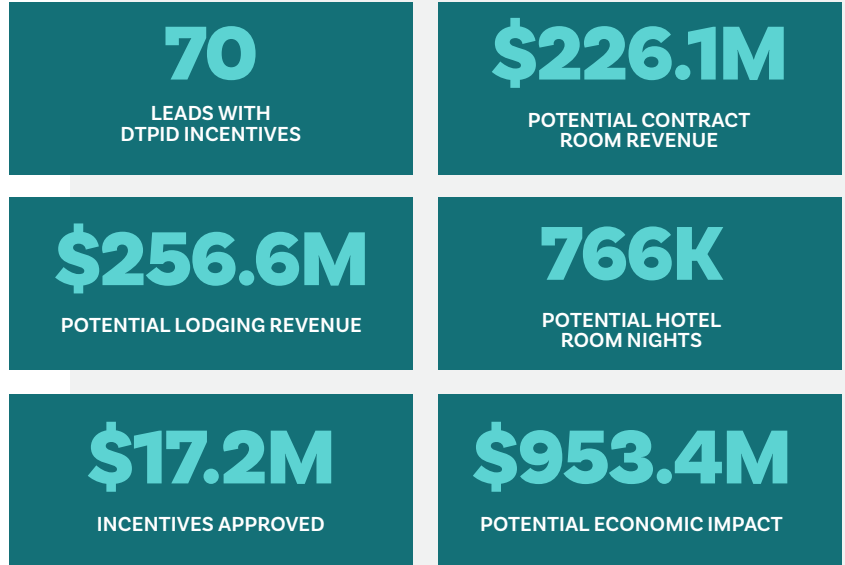 70
LEADS WITH
DTPID INCENTIVES
$226.1M
POTENTIAL CONTRACT
ROOM REVENUE
$256.6M
POTENTIAL LODGING REVENUE
766K
POTENTIAL HOTEL
ROOM NIGHTS
$17.2M
INCENTIVES APPROVED
$953.4M
POTENTIAL ECONOMIC IMPACT